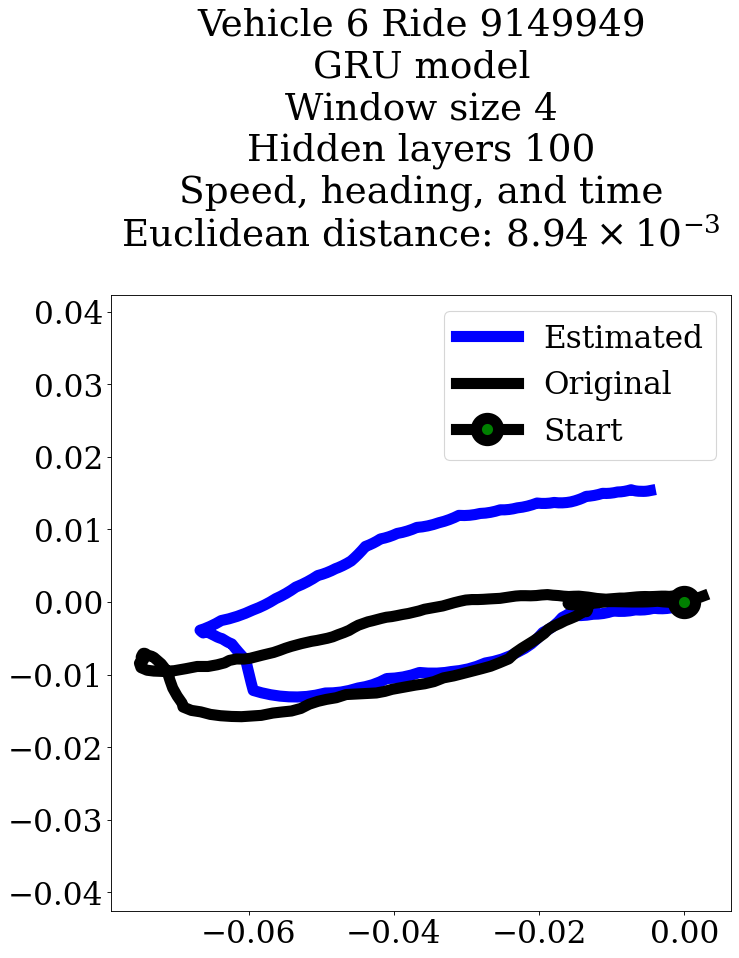 Vehicle 6 Ride 9149949
GRU model
Window size 4
Hidden layers 100
Speed, heading, and time
Euclidean distance: 8.94 × 10⁻³
Estimated
Original
Start
0.04
0.03
0.02
0.01
0.00
−0.01
−0.02
−0.03
−0.04
−0.06 −0.04 −0.02 0.00